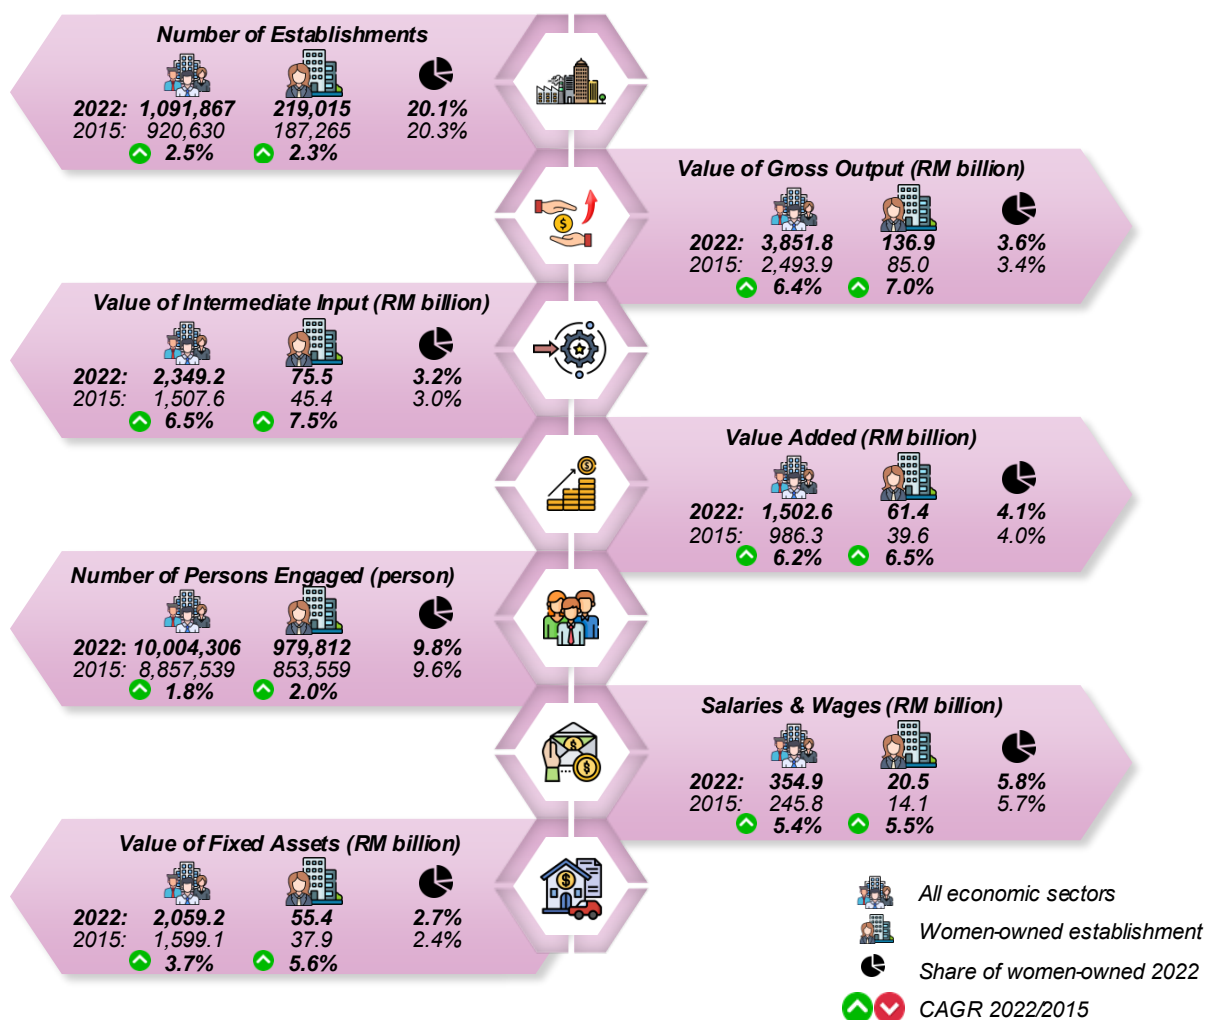 Number of Establishments
2022: 1,091,867 219,015 20.1%
2015: 920,630 187,265 20.3%
2.5% 2.3%
Value of Gross Output (RM billion)
2022: 3,851.8 136.9 3.6%
2015: 2,493.9 85.0 3.4%
6.4% 7.0%
Value of Intermediate Input (RM billion)
2022: 2,349.2 75.5 3.2%
2015: 1,507.6 45.4 3.0%
6.5% 7.5%
Value Added (RM billion)
2022: 1,502.6 61.4 4.1%
2015: 986.3 39.6 4.0%
6.2% 6.5%
Number of Persons Engaged (person)
2022: 10,004,306 979,812 9.8%
2015: 8,857,539 853,559 9.6%
1.8% 2.0%
Salaries & Wages (RM billion)
2022: 354.9 20.5 5.8%
2015: 245.8 14.1 5.7%
5.4% 5.5%
Value of Fixed Assets (RM billion)
2022: 2,059.2 55.4 2.7%
2015: 1,599.1 37.9 2.4%
3.7% 5.6%
All economic sectors
Women-owned establishment
Share of women-owned 2022
CAGR 2022/2015